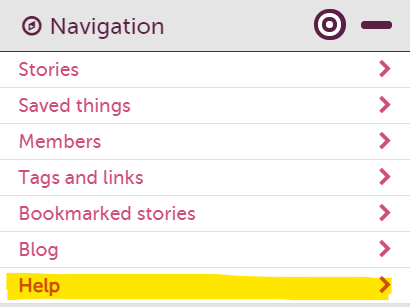 Navigation
Stories
Saved things
Members
Tags and links
Bookmarked stories
Blog
Help